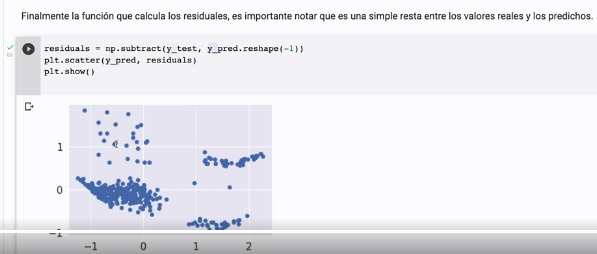 Finalmente la función que calcula los residuales, es importante notar que es una simple resta entre los valores reales y los predichos.
residuals = np.subtract(y_test, y_pred.reshape(-1))
plt.scatter(y_pred, residuals)
plt.show()
1
0
−1
−1 0 1 2